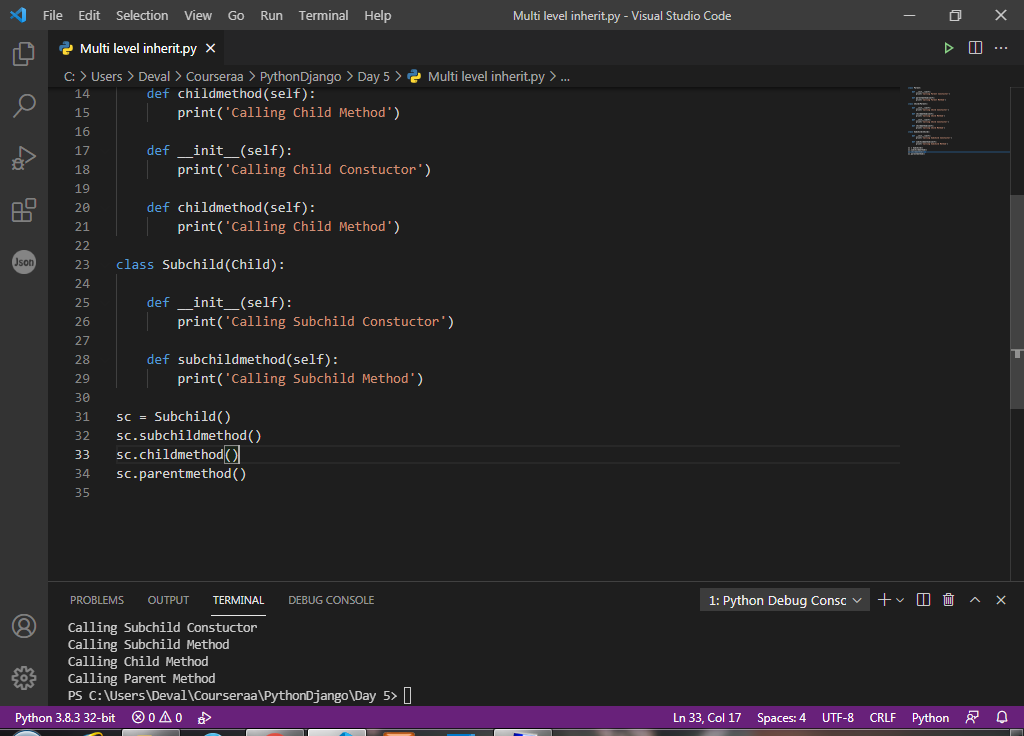 File Edit Selection View Go Run Terminal Help Multi level inherit.py - Visual Studio Code
Multi level inherit.py
C: > Users > Deval > Courseraa > PythonDjango > Day 5 > Multi level inherit.py > ...
14 def childmethod(self):
15 print('Calling Child Method')
16
17 def __init__(self):
18 print('Calling Child Constuctor')
19
20 def childmethod(self):
21 print('Calling Child Method')
22
23 class Subchild(Child):
24
25 def __init__(self):
26 print('Calling Subchild Constuctor')
27
28 def subchildmethod(self):
29 print('Calling Subchild Method')
30
31 sc = Subchild()
32 sc.subchildmethod()
33 sc.childmethod()
34 sc.parentmethod()
35
Json
PROBLEMS OUTPUT TERMINAL DEBUG CONSOLE 1: Python Debug Consc
Calling Subchild Constuctor
Calling Subchild Method
Calling Child Method
Calling Parent Method
PS C:\Users\Deval\Courseraa\PythonDjango\Day 5>
Python 3.8.3 32-bit 0 0 Ln 33, Col 17 Spaces: 4 UTF-8 CRLF Python